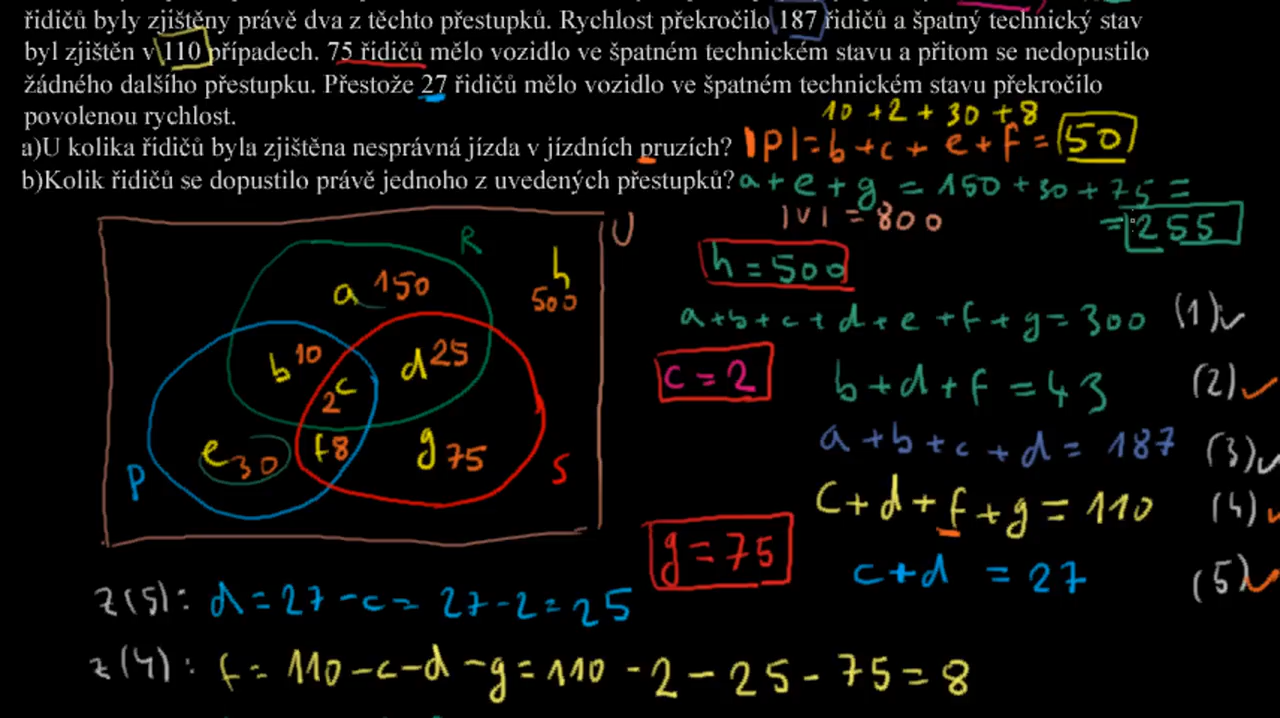 řidičů byly zjištěny právě dva z těchto přestupků. Rychlost překročilo 187 řidičů a špatný technický stav
byl zjištěn v 110 případech. 75 řidičů mělo vozidlo ve špatném technickém stavu a přitom se nedopustilo
žádného dalšího přestupku. Přestože 27 řidičů mělo vozidlo ve špatném technickém stavu překročilo
povolenou rychlost.
10 + 2 + 30 + 8
a)U kolika řídičů byla zjištěna nesprávná jízda v jízdních pruzích? |P| = b + c + e + f = 50
b)Kolik řidičů se dopustilo právě jednoho z uvedených přestupků? a + e + g = 150 + 30 + 75 =
|U| = 800
= 255
R
U
h
500
h = 500
a 150
a + b + c + d + e + f + g = 300 (1)
b 10
d 25
c = 2
b + d + f = 43 (2)
c
2
a + b + c + d = 187 (3)
e 30
f 8
g 75
P
S
c + d + f + g = 110 (4)
g = 75
c + d = 27 (5)
z(5): d = 27 - c = 27 - 2 = 25
z(4): f = 110 - c - d - g = 110 - 2 - 25 - 75 = 8